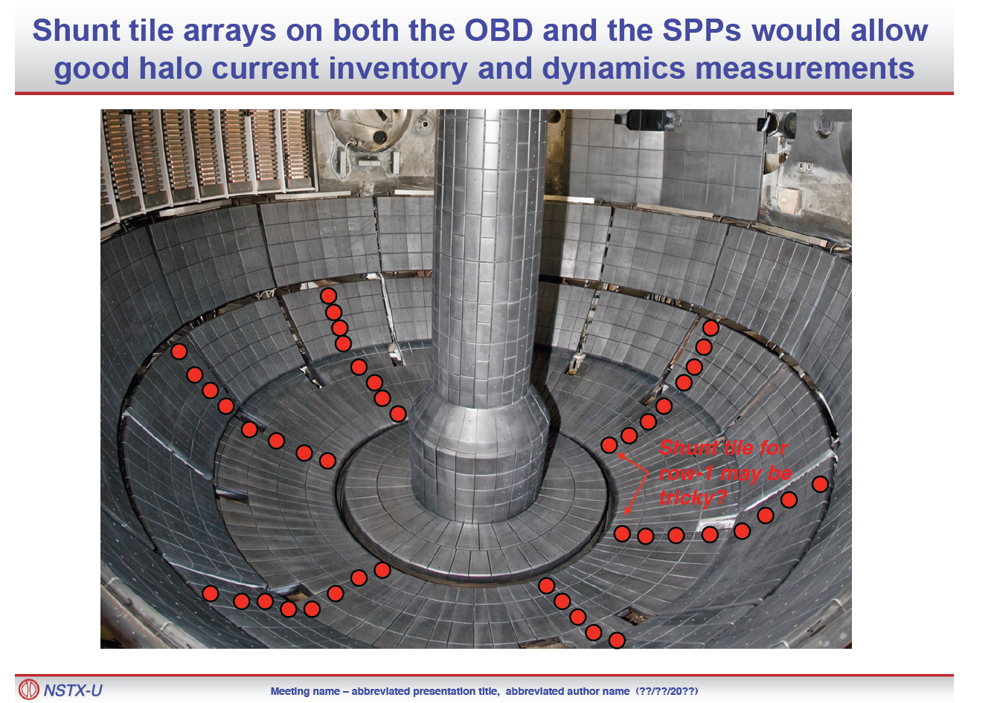 Shunt tile arrays on both the OBD and the SPPs would allow
good halo current inventory and dynamics measurements
Shunt tile for
row-1 may be
tricky?
NSTX-U
Meeting name – abbreviated presentation title, abbreviated author name (??/??/20??)